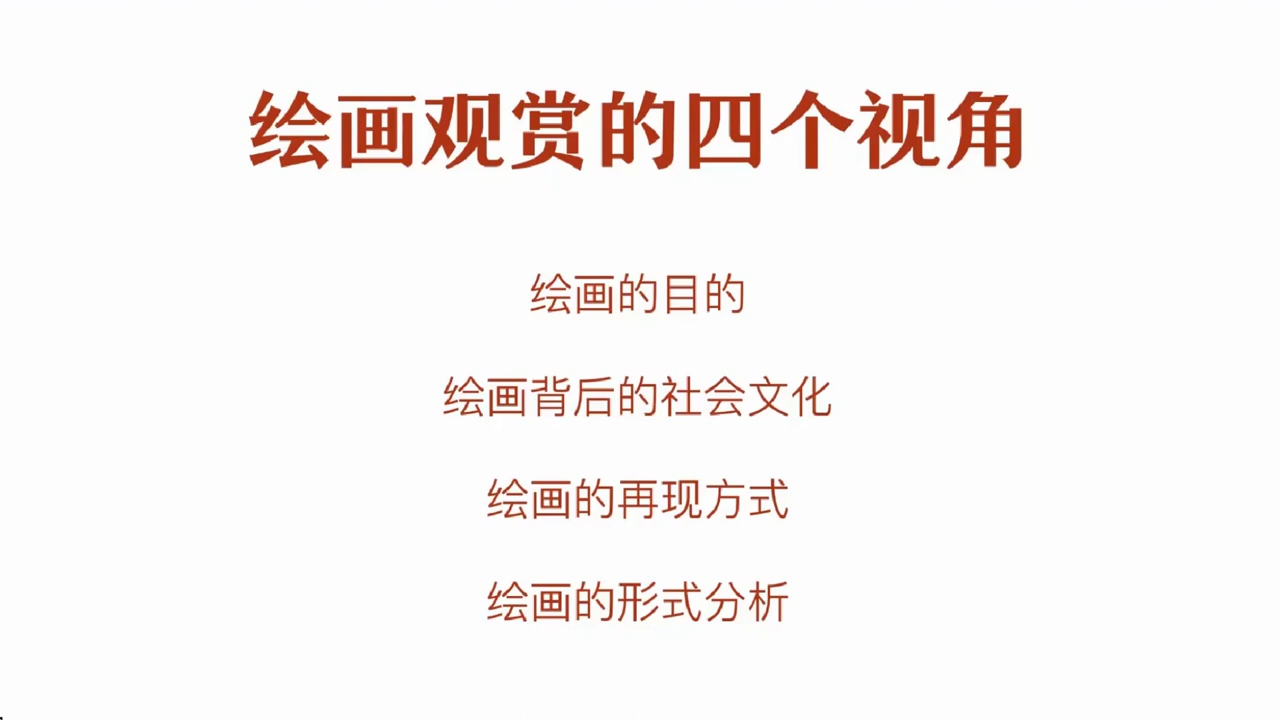 绘画观赏的四个视角
绘画的目的
绘画背后的社会文化
绘画的再现方式
绘画的形式分析